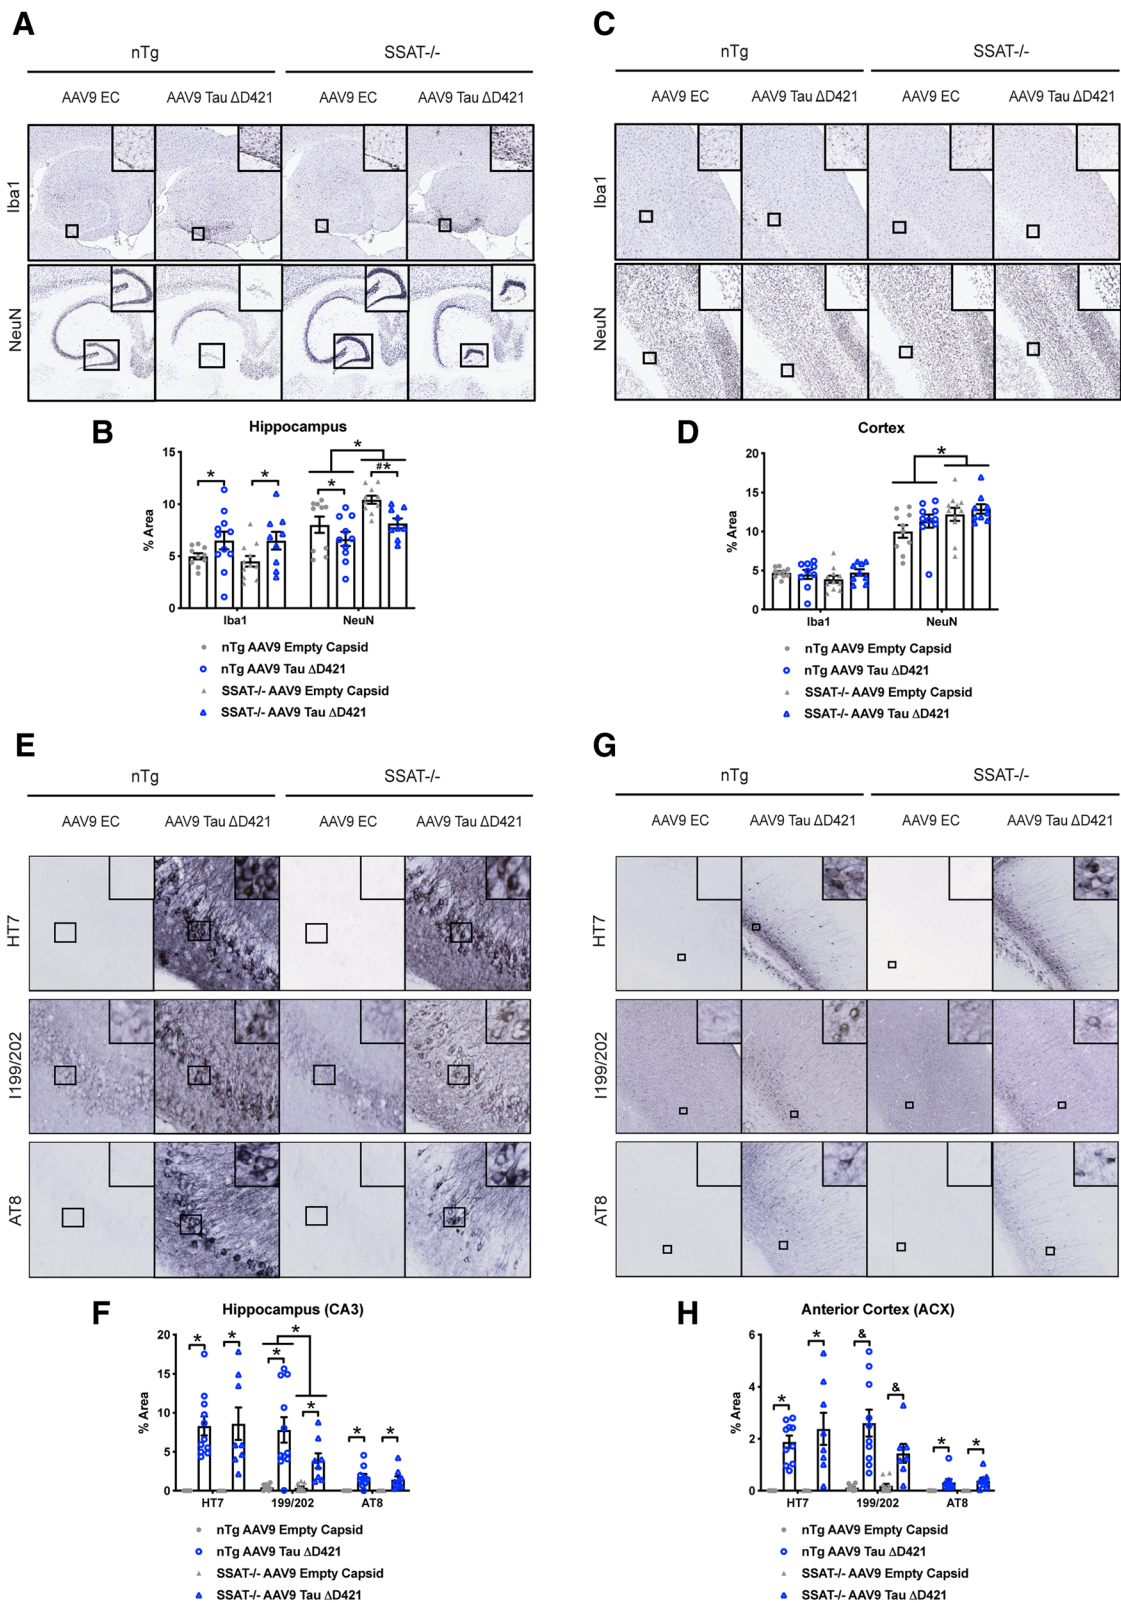 A
nTg SSAT-/-
AAV9 EC AAV9 Tau ΔD421 AAV9 EC AAV9 Tau ΔD421
Iba1
NeuN
B
Hippocampus
% Area
15
10
5
0
* * * * #*
Iba1 NeuN
nTg AAV9 Empty Capsid
nTg AAV9 Tau ΔD421
SSAT-/- AAV9 Empty Capsid
SSAT-/- AAV9 Tau ΔD421
C
nTg SSAT-/-
AAV9 EC AAV9 Tau ΔD421 AAV9 EC AAV9 Tau ΔD421
Iba1
NeuN
D
Cortex
% Area
20
15
10
5
0
*
Iba1 NeuN
nTg AAV9 Empty Capsid
nTg AAV9 Tau ΔD421
SSAT-/- AAV9 Empty Capsid
SSAT-/- AAV9 Tau ΔD421
E
nTg SSAT-/-
AAV9 EC AAV9 Tau ΔD421 AAV9 EC AAV9 Tau ΔD421
HT7
I199/202
AT8
F
Hippocampus (CA3)
% Area
20
15
10
5
0
* * * * * * *
HT7 199/202 AT8
nTg AAV9 Empty Capsid
nTg AAV9 Tau ΔD421
SSAT-/- AAV9 Empty Capsid
SSAT-/- AAV9 Tau ΔD421
G
nTg SSAT-/-
AAV9 EC AAV9 Tau ΔD421 AAV9 EC AAV9 Tau ΔD421
HT7
I199/202
AT8
H
Anterior Cortex (ACX)
% Area
6
4
2
0
* * & & * *
HT7 199/202 AT8
nTg AAV9 Empty Capsid
nTg AAV9 Tau ΔD421
SSAT-/- AAV9 Empty Capsid
SSAT-/- AAV9 Tau ΔD421